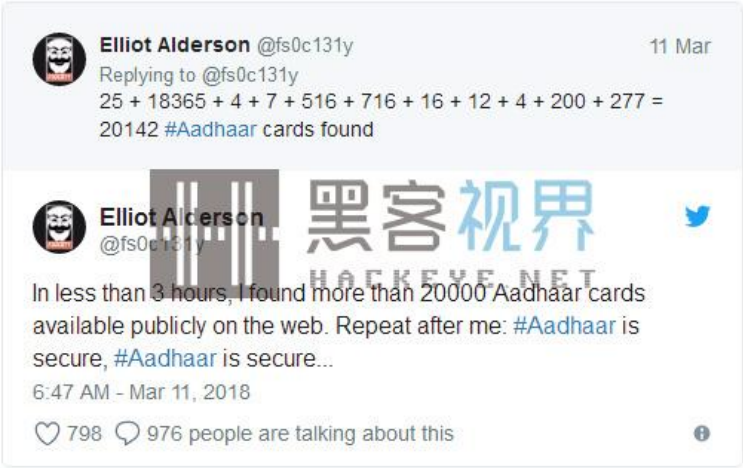 Elliot Alderson @fs0c131y 11 Mar
Replying to @fs0c131y
25 + 18365 + 4 + 7 + 516 + 716 + 16 + 12 + 4 + 200 + 277 =
20142 #Aadhaar cards found
黑客视界
HACKEYE.NET
Elliot Alderson
@fs0c131y
In less than 3 hours, I found more than 20000 Aadhaar cards
available publicly on the web. Repeat after me: #Aadhaar is
secure, #Aadhaar is secure...
6:47 AM - Mar 11, 2018
798 976 people are talking about this